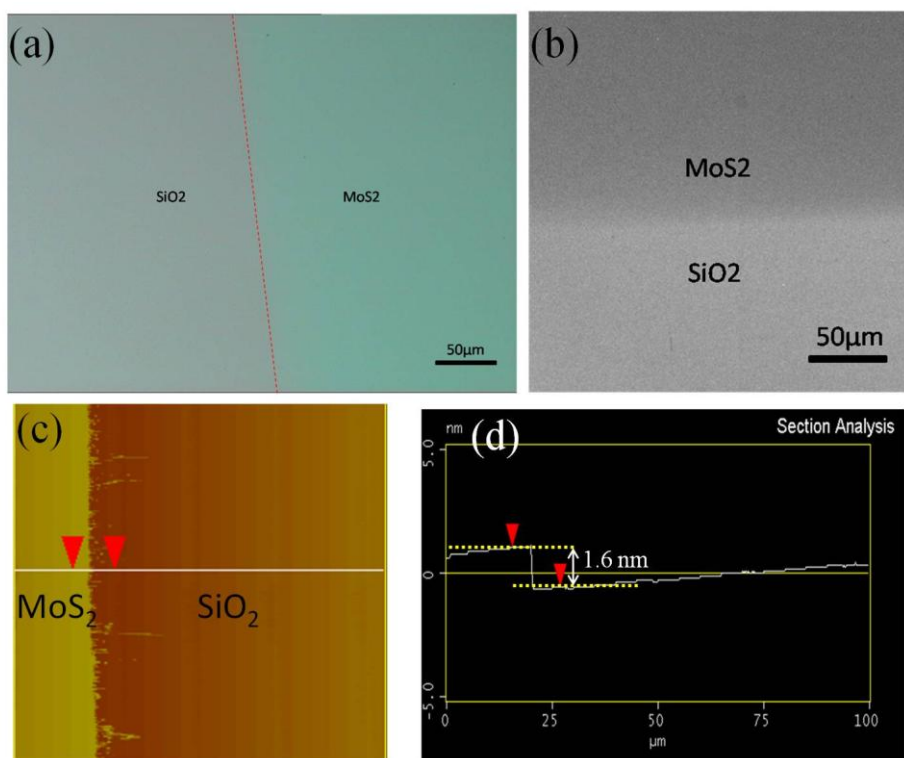 (a)
SiO2
MoS2
50μm
(b)
MoS2
SiO2
50μm
(c)
MoS₂
SiO₂
(d)
nm
Section Analysis
5.0
0
-5.0
1.6 nm
0
25
50
75
100
μm